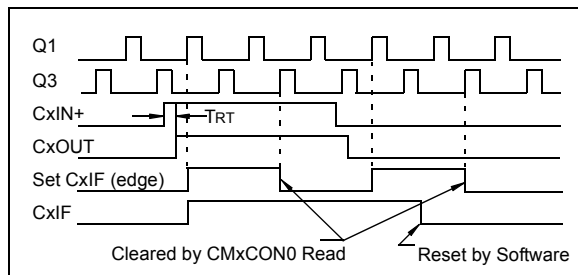 Q1
Q3
CxIN+
TRT
CxOUT
Set CxIF (edge)
CxIF
Cleared by CMxCON0 Read
Reset by Software